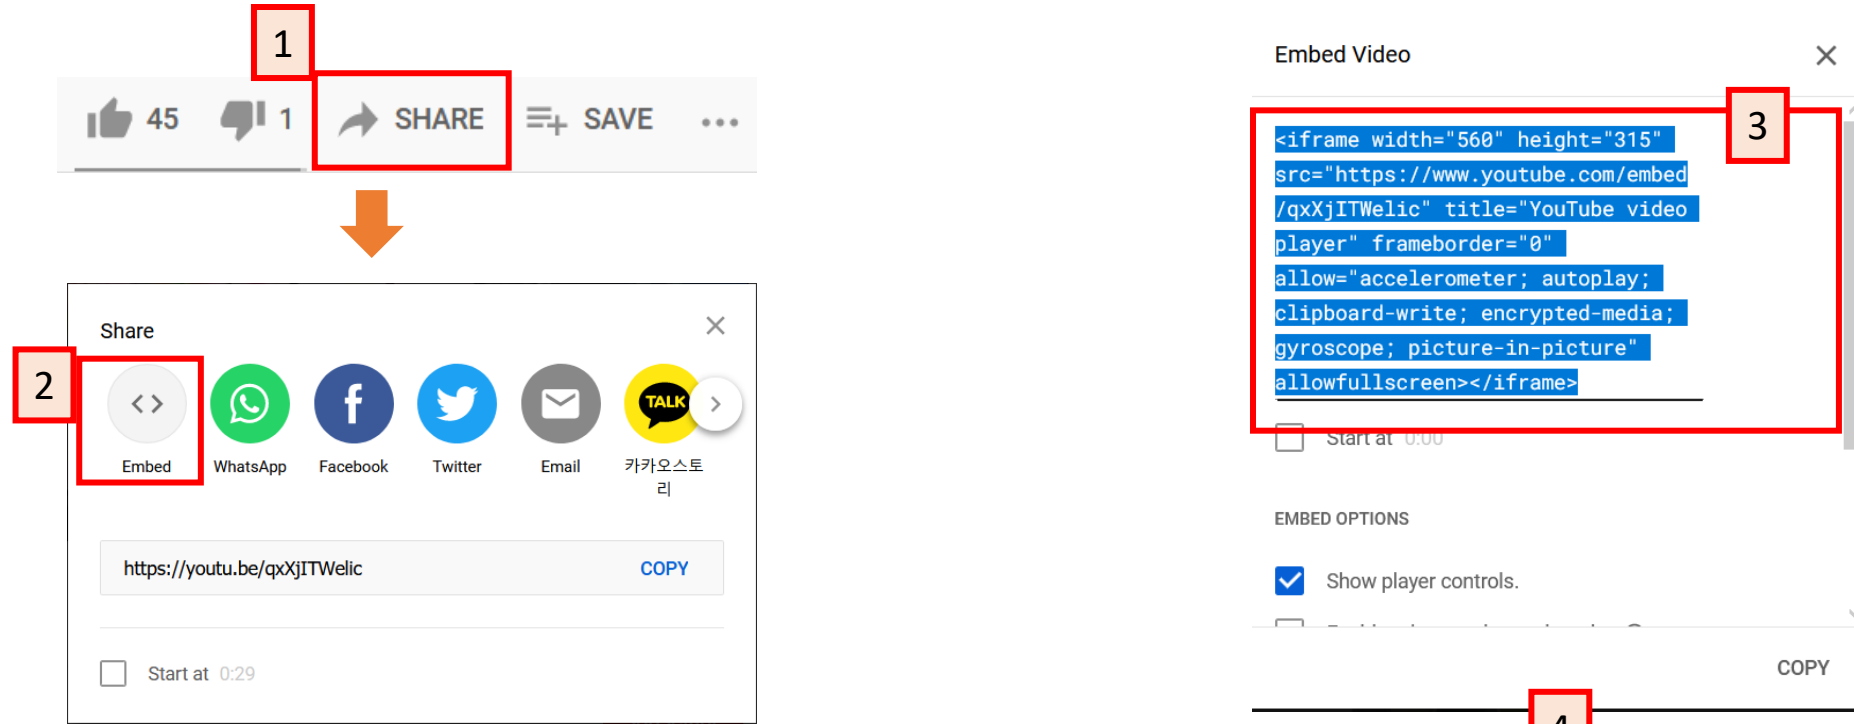 1
45
1
SHARE
SAVE
Share
2
TALK
Embed
WhatsApp
Facebook
Twitter
Email
카카오스토
리
https://youtu.be/qxXjITWelic
COPY
Start at 0:29
Embed Video
3
<iframe width="560" height="315"
src="https://www.youtube.com/embed
/qxXjITWelic" title="YouTube video
player" frameborder="0"
allow="accelerometer; autoplay;
clipboard-write; encrypted-media;
gyroscope; picture-in-picture"
allowfullscreen></iframe>
Start at 0:00
EMBED OPTIONS
Show player controls.
COPY
4